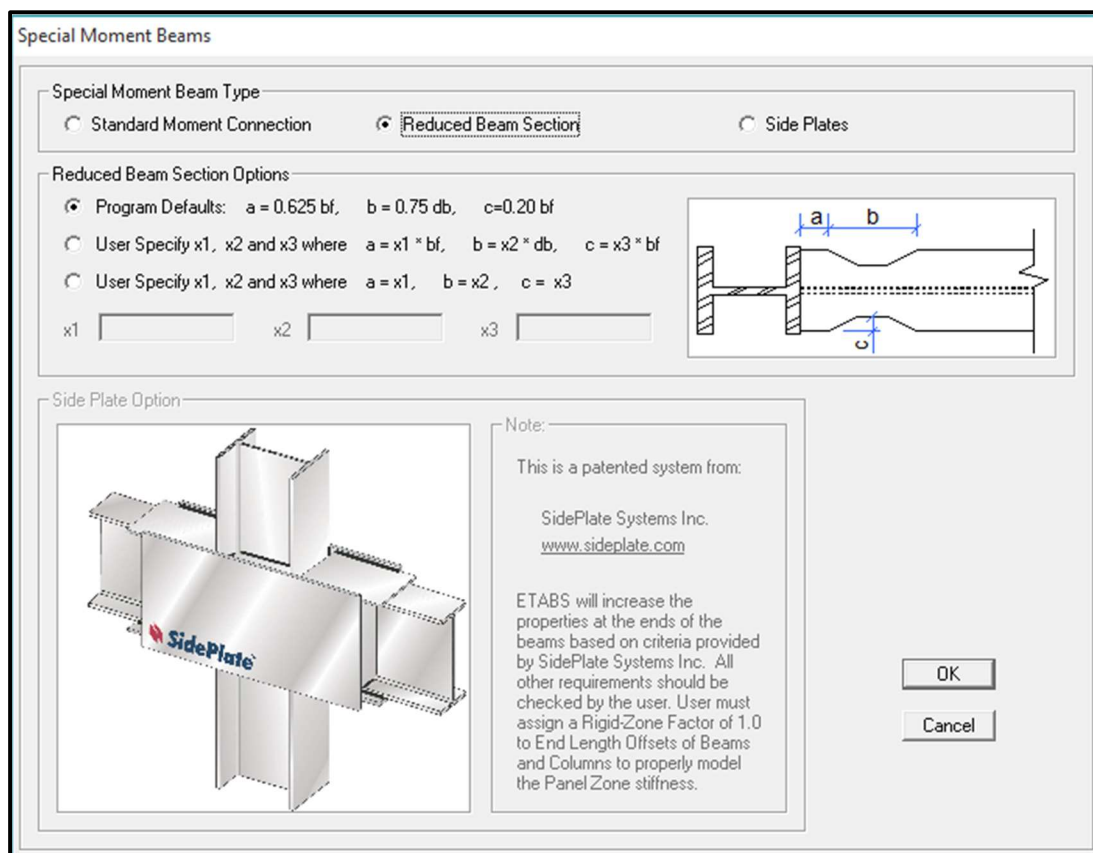 Special Moment Beams
Special Moment Beam Type
Standard Moment Connection Reduced Beam Section Side Plates
Reduced Beam Section Options
Program Defaults: a = 0.625 bf, b = 0.75 db, c=0.20 bf
User Specify x1, x2 and x3 where a = x1 * bf, b = x2 * db, c = x3 * bf
User Specify x1, x2 and x3 where a = x1, b = x2 , c = x3
x1 x2 x3
a b
c
Side Plate Option
SidePlate
Note:
This is a patented system from:
SidePlate Systems Inc.
www.sideplate.com
ETABS will increase the
properties at the ends of the
beams based on criteria provided
by SidePlate Systems Inc. All
other requirements should be
checked by the user. User must
assign a Rigid-Zone Factor of 1.0
to End Length Offsets of Beams
and Columns to properly model
the Panel Zone stiffness.
OK
Cancel